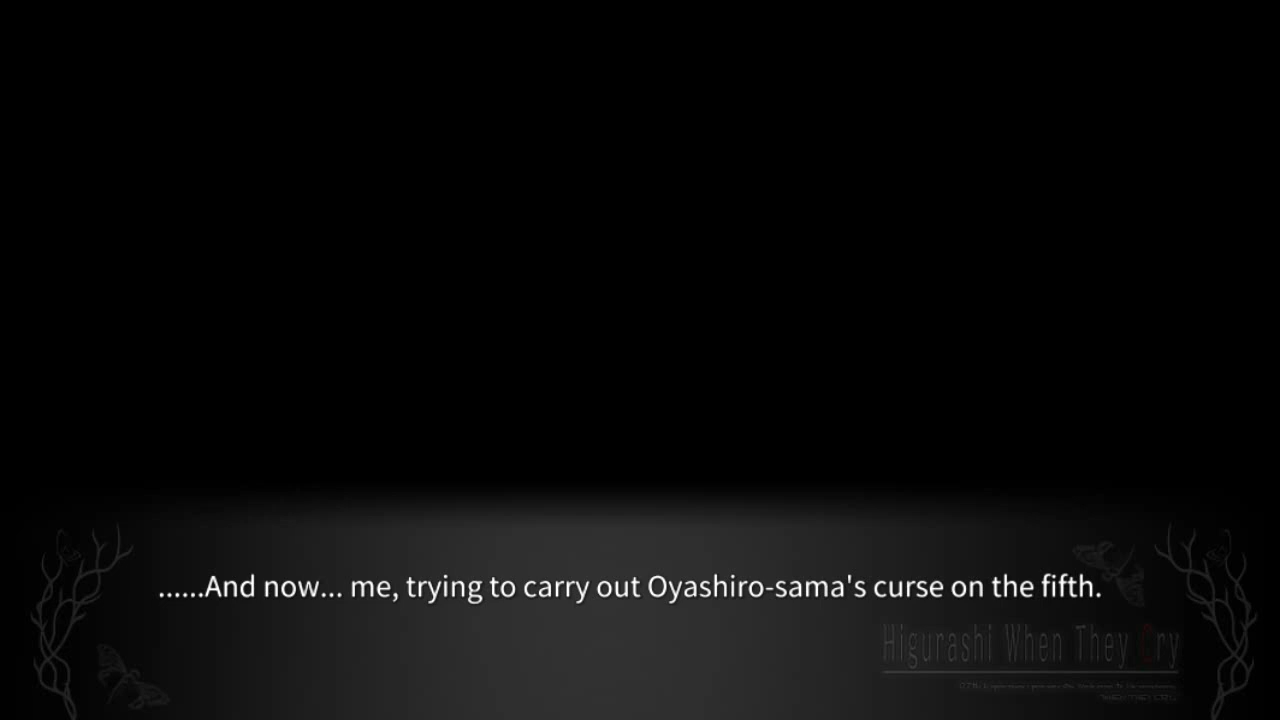 ......And now... me, trying to carry out Oyashiro-sama's curse on the fifth.
Higurashi When They Cry